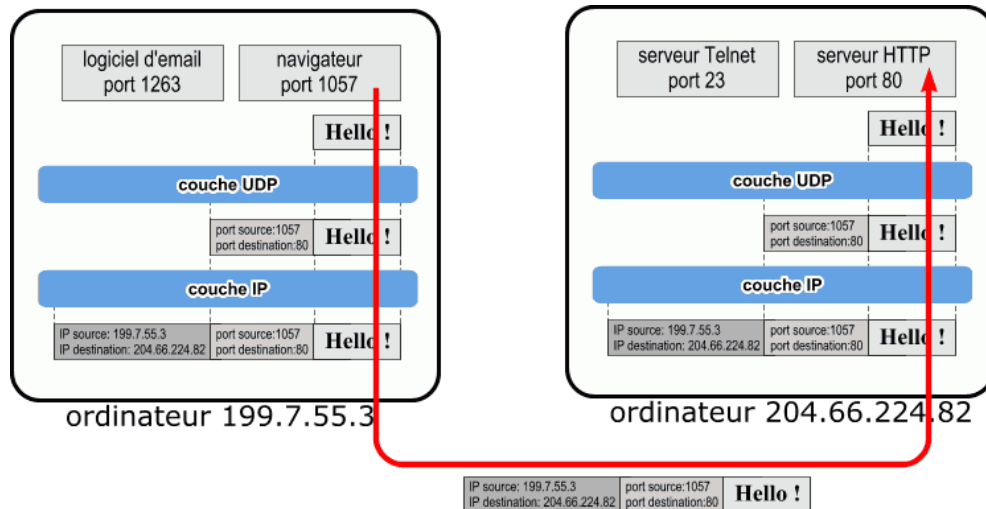 logiciel d'email
port 1263
navigateur
port 1057
Hello !
couche UDP
port source:1057
port destination:80
Hello !
couche IP
IP source: 199.7.55.3
IP destination: 204.66.224.82
port source:1057
port destination:80
Hello !
ordinateur 199.7.55.3
serveur Telnet
port 23
serveur HTTP
port 80
Hello !
couche UDP
port source:1057
port destination:80
Hello !
couche IP
IP source: 199.7.55.3
IP destination: 204.66.224.82
port source:1057
port destination:80
Hello !
ordinateur 204.66.224.82
IP source: 199.7.55.3
IP destination: 204.66.224.82
port source:1057
port destination:80
Hello !